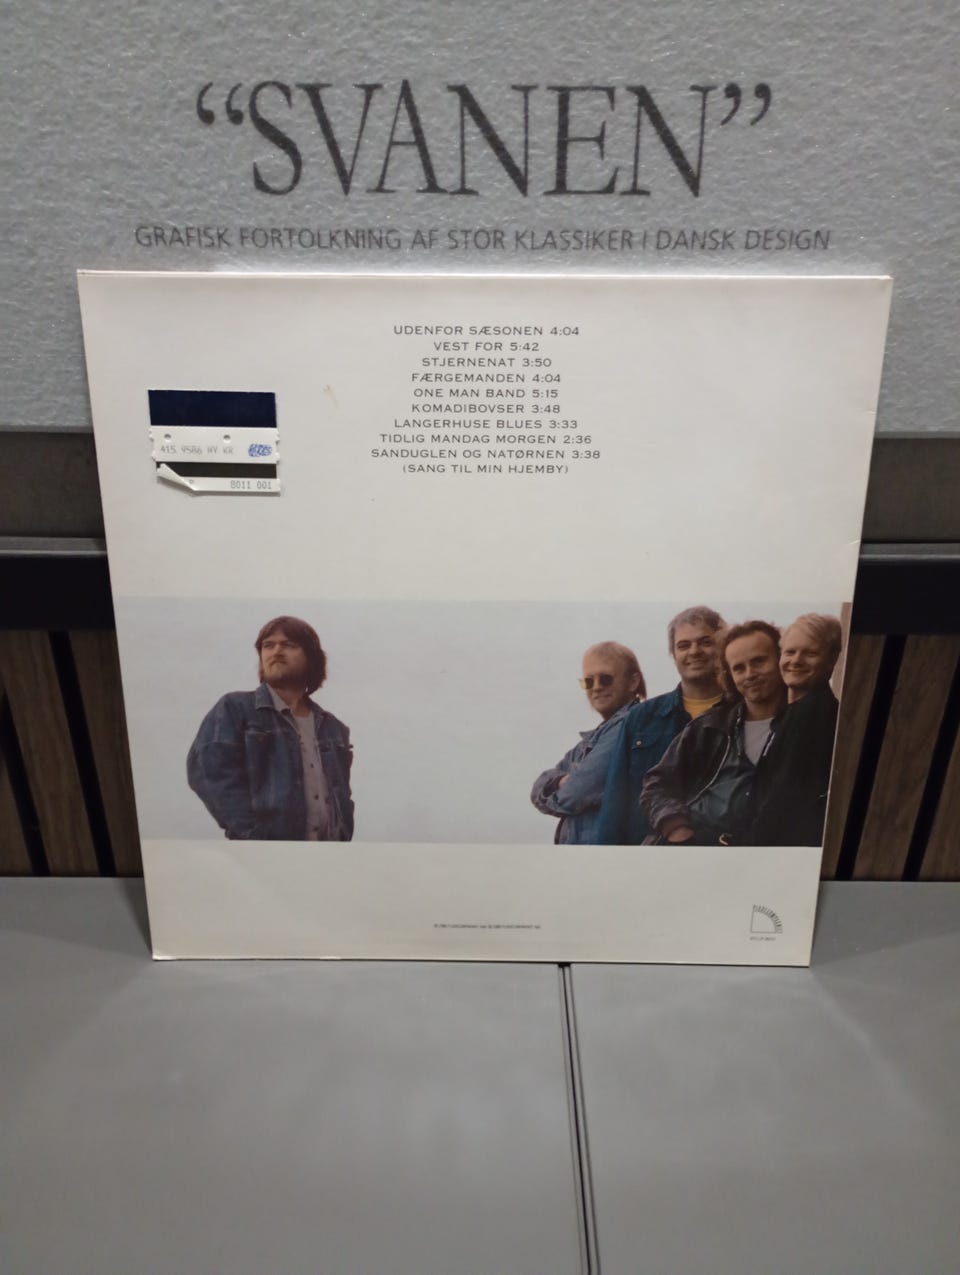 “SVANEN”
GRAFISK FORTOLKNING AF STOR KLASSIKER I DANSK DESIGN
UDENFOR SÆSONEN 4:04
VEST FOR 5:42
STJERNENAT 3:50
FÆRGEMANDEN 4:04
ONE MAN BAND 5:15
KOMADIBOVSER 3:48
LANGERHUSE BLUES 3:33
TIDLIG MANDAG MORGEN 2:36
SANDUGLEN OG NATØRNEN 3:38
(SANG TIL MIN HJEMBY)
415 9586 HV KR
8011 001